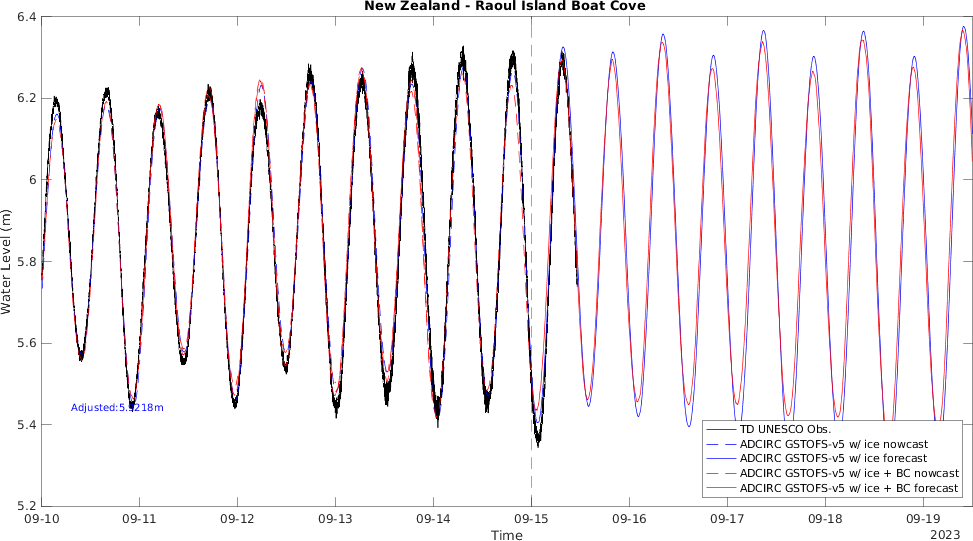 New Zealand - Raoul Island Boat Cove
6.4
6.2
6
5.8
5.6
5.4
5.2
Water Level (m)
TD UNESCO Obs.
ADCIRC GSTOFS-v5 w/ ice nowcast
ADCIRC GSTOFS-v5 w/ ice forecast
ADCIRC GSTOFS-v5 w/ ice + BC nowcast
ADCIRC GSTOFS-v5 w/ ice + BC forecast
09-10 09-11 09-12 09-13 09-14 09-15 09-16 09-17 09-18 09-19
Time
2023